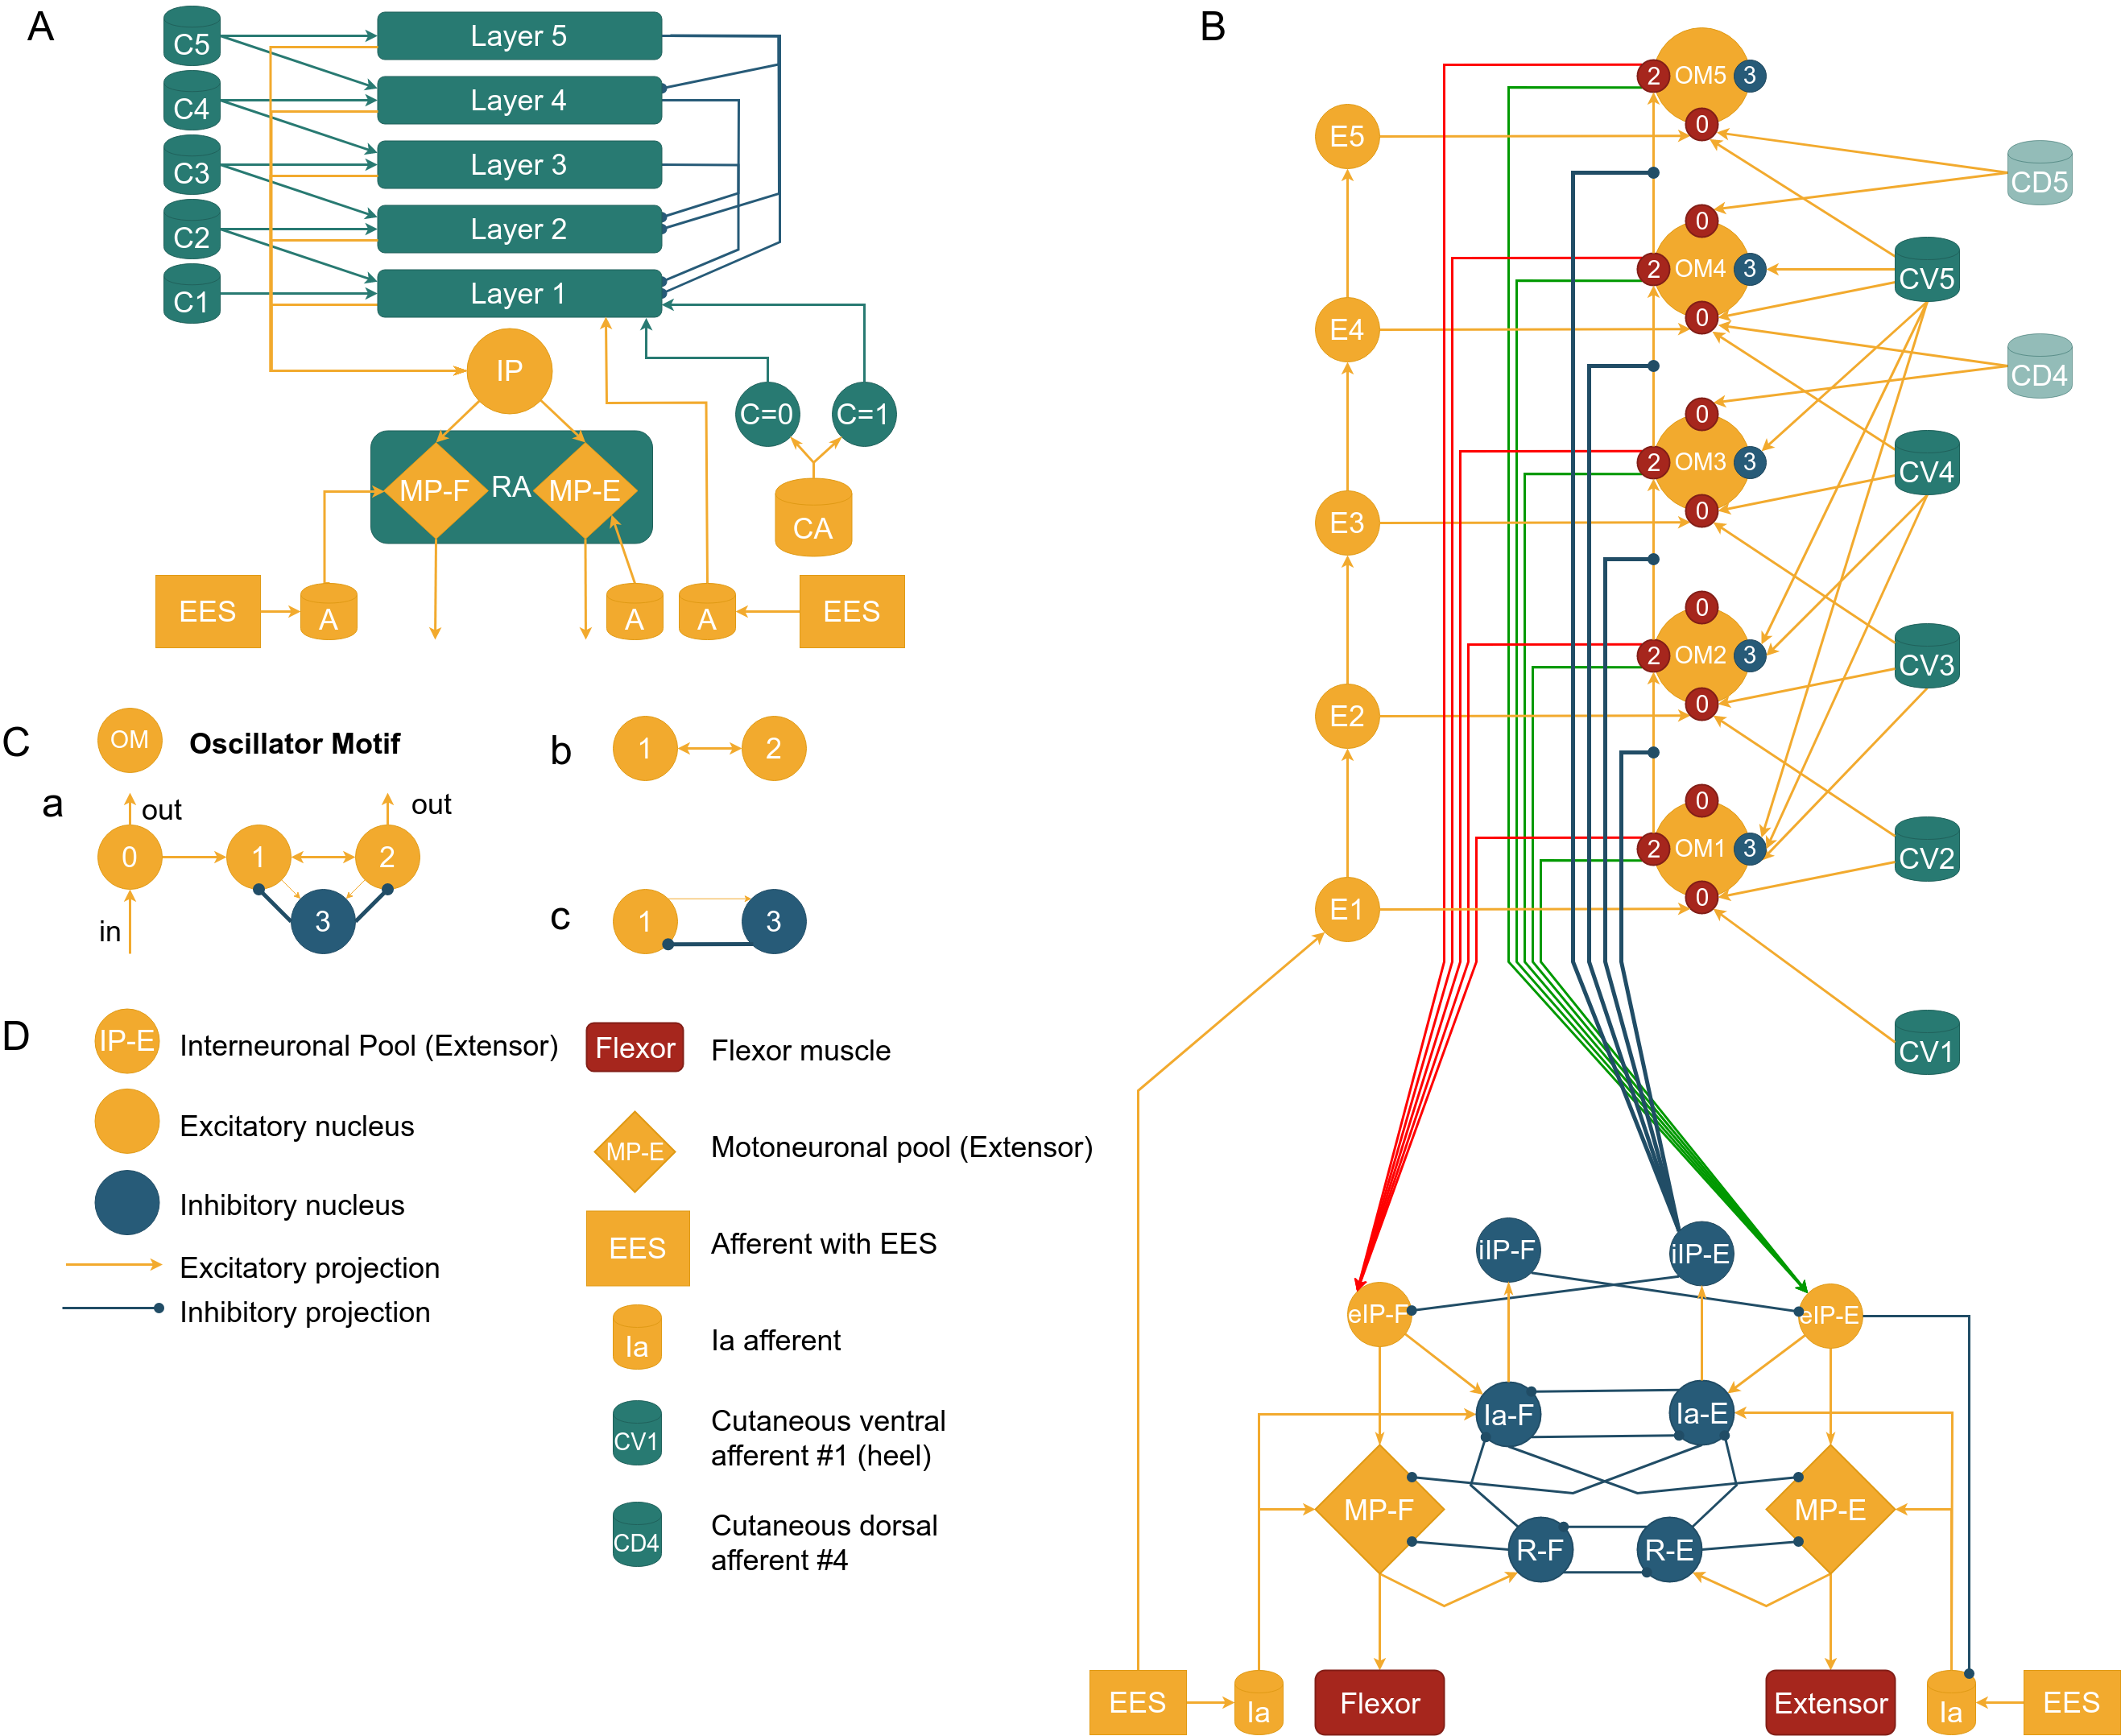 A
C5
Layer 5
C4
Layer 4
C3
Layer 3
C2
Layer 2
C1
Layer 1
IP
C=0
C=1
MP-F
RA
MP-E
CA
EES
A
A
A
EES
B
OM5
2
3
0
E5
CD5
0
OM4
2
3
0
CV5
E4
CD4
0
OM3
2
3
0
CV4
E3
0
OM2
2
3
0
CV3
E2
0
OM1
2
3
0
CV2
E1
CV1
iIP-F
iIP-E
eIP-F
eIP-E
Ia-F
Ia-E
MP-F
MP-E
R-F
R-E
EES
Ia
Flexor
Extensor
Ia
EES
C
OM
Oscillator Motif
a
out
out
0
1
2
3
in
b
1
2
c
1
3
D
IP-E
Interneuronal Pool (Extensor)
Excitatory nucleus
Inhibitory nucleus
Excitatory projection
Inhibitory projection
Flexor
Flexor muscle
MP-E
Motoneuronal pool (Extensor)
EES
Afferent with EES
Ia
Ia afferent
CV1
Cutaneous ventral
afferent #1 (heel)
CD4
Cutaneous dorsal
afferent #4